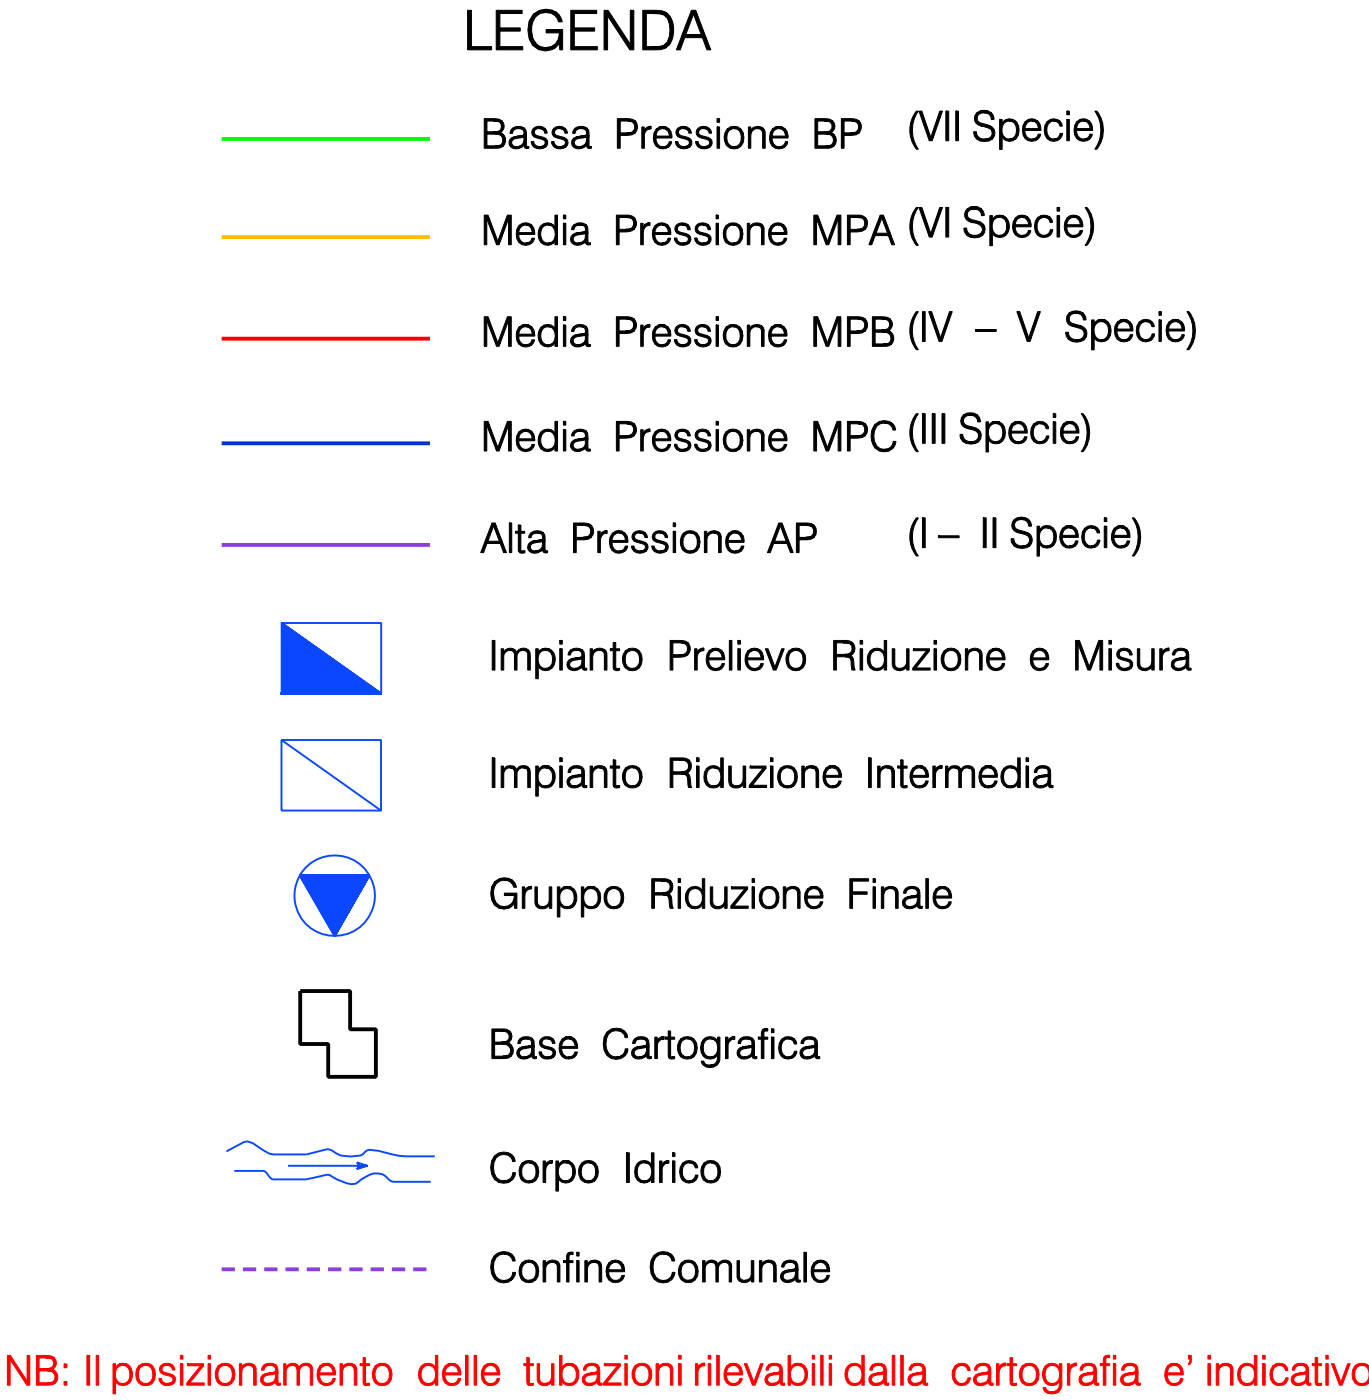 LEGENDA
Bassa Pressione BP (VII Specie)
Media Pressione MPA (VI Specie)
Media Pressione MPB (IV – V Specie)
Media Pressione MPC (III Specie)
Alta Pressione AP (I – II Specie)
Impianto Prelievo Riduzione e Misura
Impianto Riduzione Intermedia
Gruppo Riduzione Finale
Base Cartografica
Corpo Idrico
Confine Comunale
NB: Il posizionamento delle tubazioni rilevabili dalla cartografia e’ indicativo